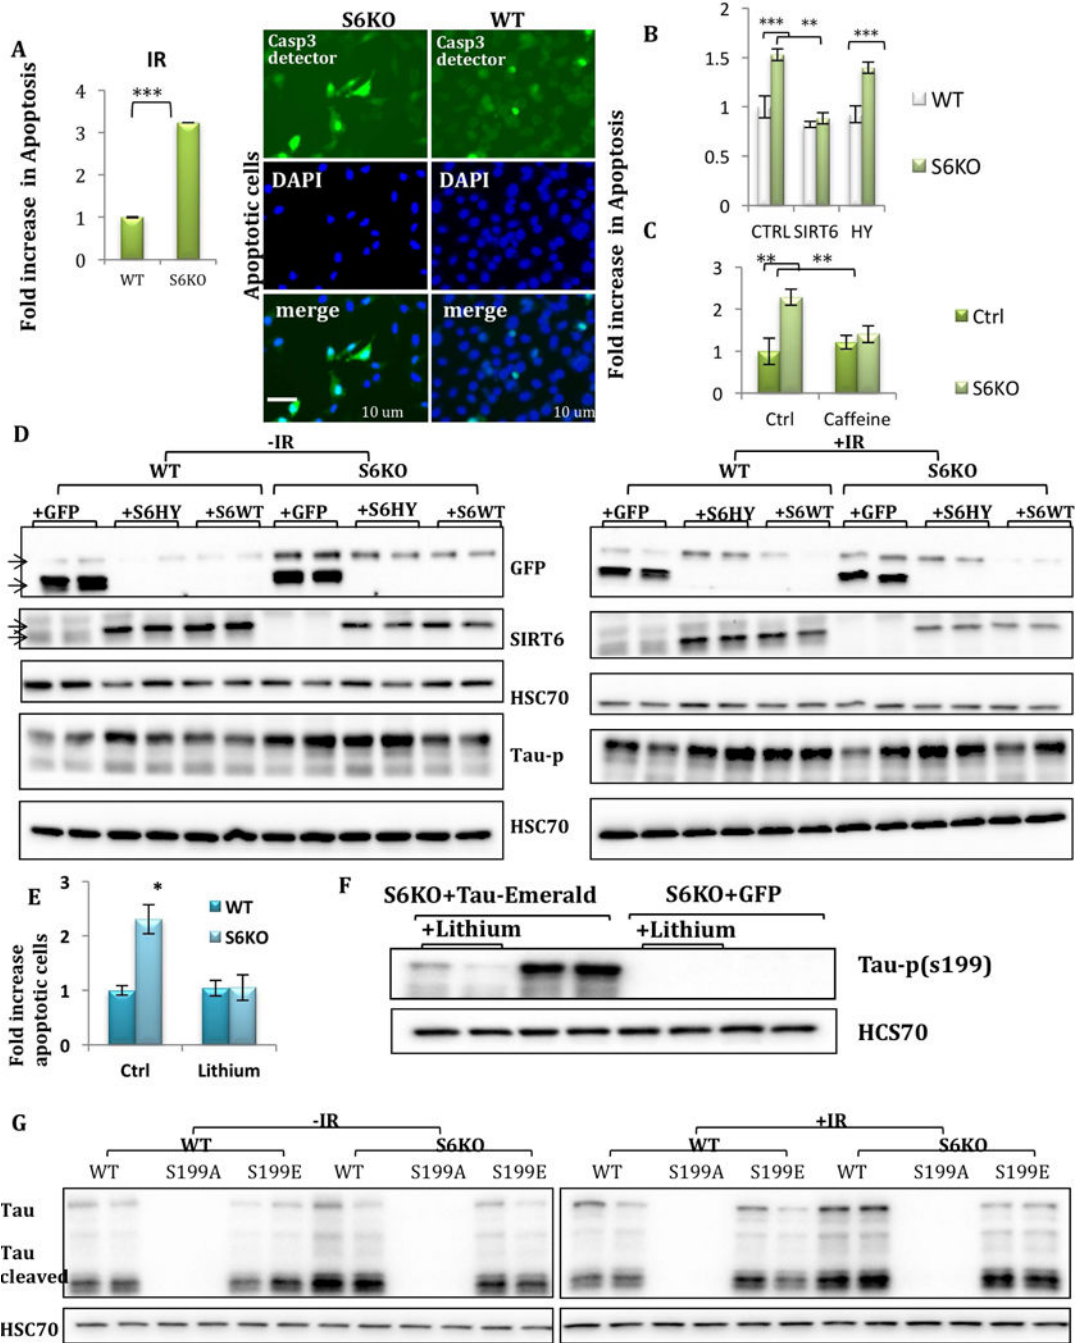 A
IR
Fold increase in Apoptosis
4
3
2
1
0
***
WT
S6KO
S6KO
WT
Apoptotic cells
Casp3
detector
Casp3
detector
DAPI
DAPI
merge
merge
10 um
10 um
B
Fold increase in Apoptosis
2
1.5
1
0.5
0
***
**
***
CTRL
SIRT6
HY
WT
S6KO
C
3
2
1
0
**
**
Ctrl
Caffeine
Ctrl
S6KO
D
-IR
WT
S6KO
+GFP
+S6HY
+S6WT
+GFP
+S6HY
+S6WT
GFP
SIRT6
HSC70
Tau-p
HSC70
+IR
WT
S6KO
+GFP
+S6HY
+S6WT
+GFP
+S6HY
+S6WT
E
Fold increase
apoptotic cells
3
2
1
0
*
WT
S6KO
Ctrl
Lithium
F
S6KO+Tau-Emerald
S6KO+GFP
+Lithium
+Lithium
Tau-p(s199)
HCS70
G
-IR
+IR
WT
S6KO
WT
S6KO
WT
S199A
S199E
WT
S199A
S199E
WT
S199A
S199E
WT
S199A
S199E
Tau
Tau
cleaved
HSC70